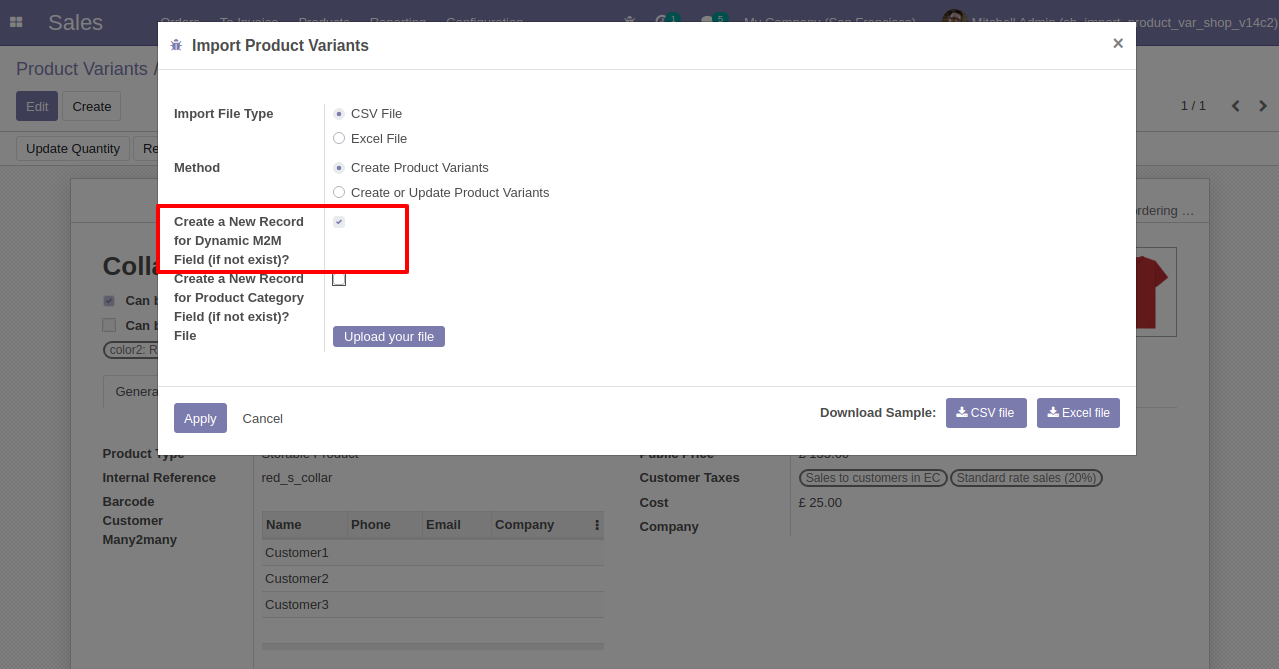 Sales
Orders To Invoice Products Reporting Configuration 1 5 My Company (San Francisco) Mitchell Admin (sh_import_product_var_shop_v14c2)
Product Variants /
Edit Create
1 / 1
Update Quantity Re
Import Product Variants ×
Import File Type CSV File
Excel File
Method Create Product Variants
Create or Update Product Variants
Create a New Record
for Dynamic M2M
Field (if not exist)?
Create a New Record
for Product Category
Field (if not exist)?
File Upload your file
Apply Cancel Download Sample: CSV file Excel file
ordering ...
Colla
Can b
Can b
color2: R
Genera
Product Type Storable Product
Internal Reference red_s_collar
Barcode
Customer
Many2many
Name Phone Email Company
Customer1
Customer2
Customer3
Public Price £ 155.00
Customer Taxes Sales to customers in EC Standard rate sales (20%)
Cost £ 25.00
Company